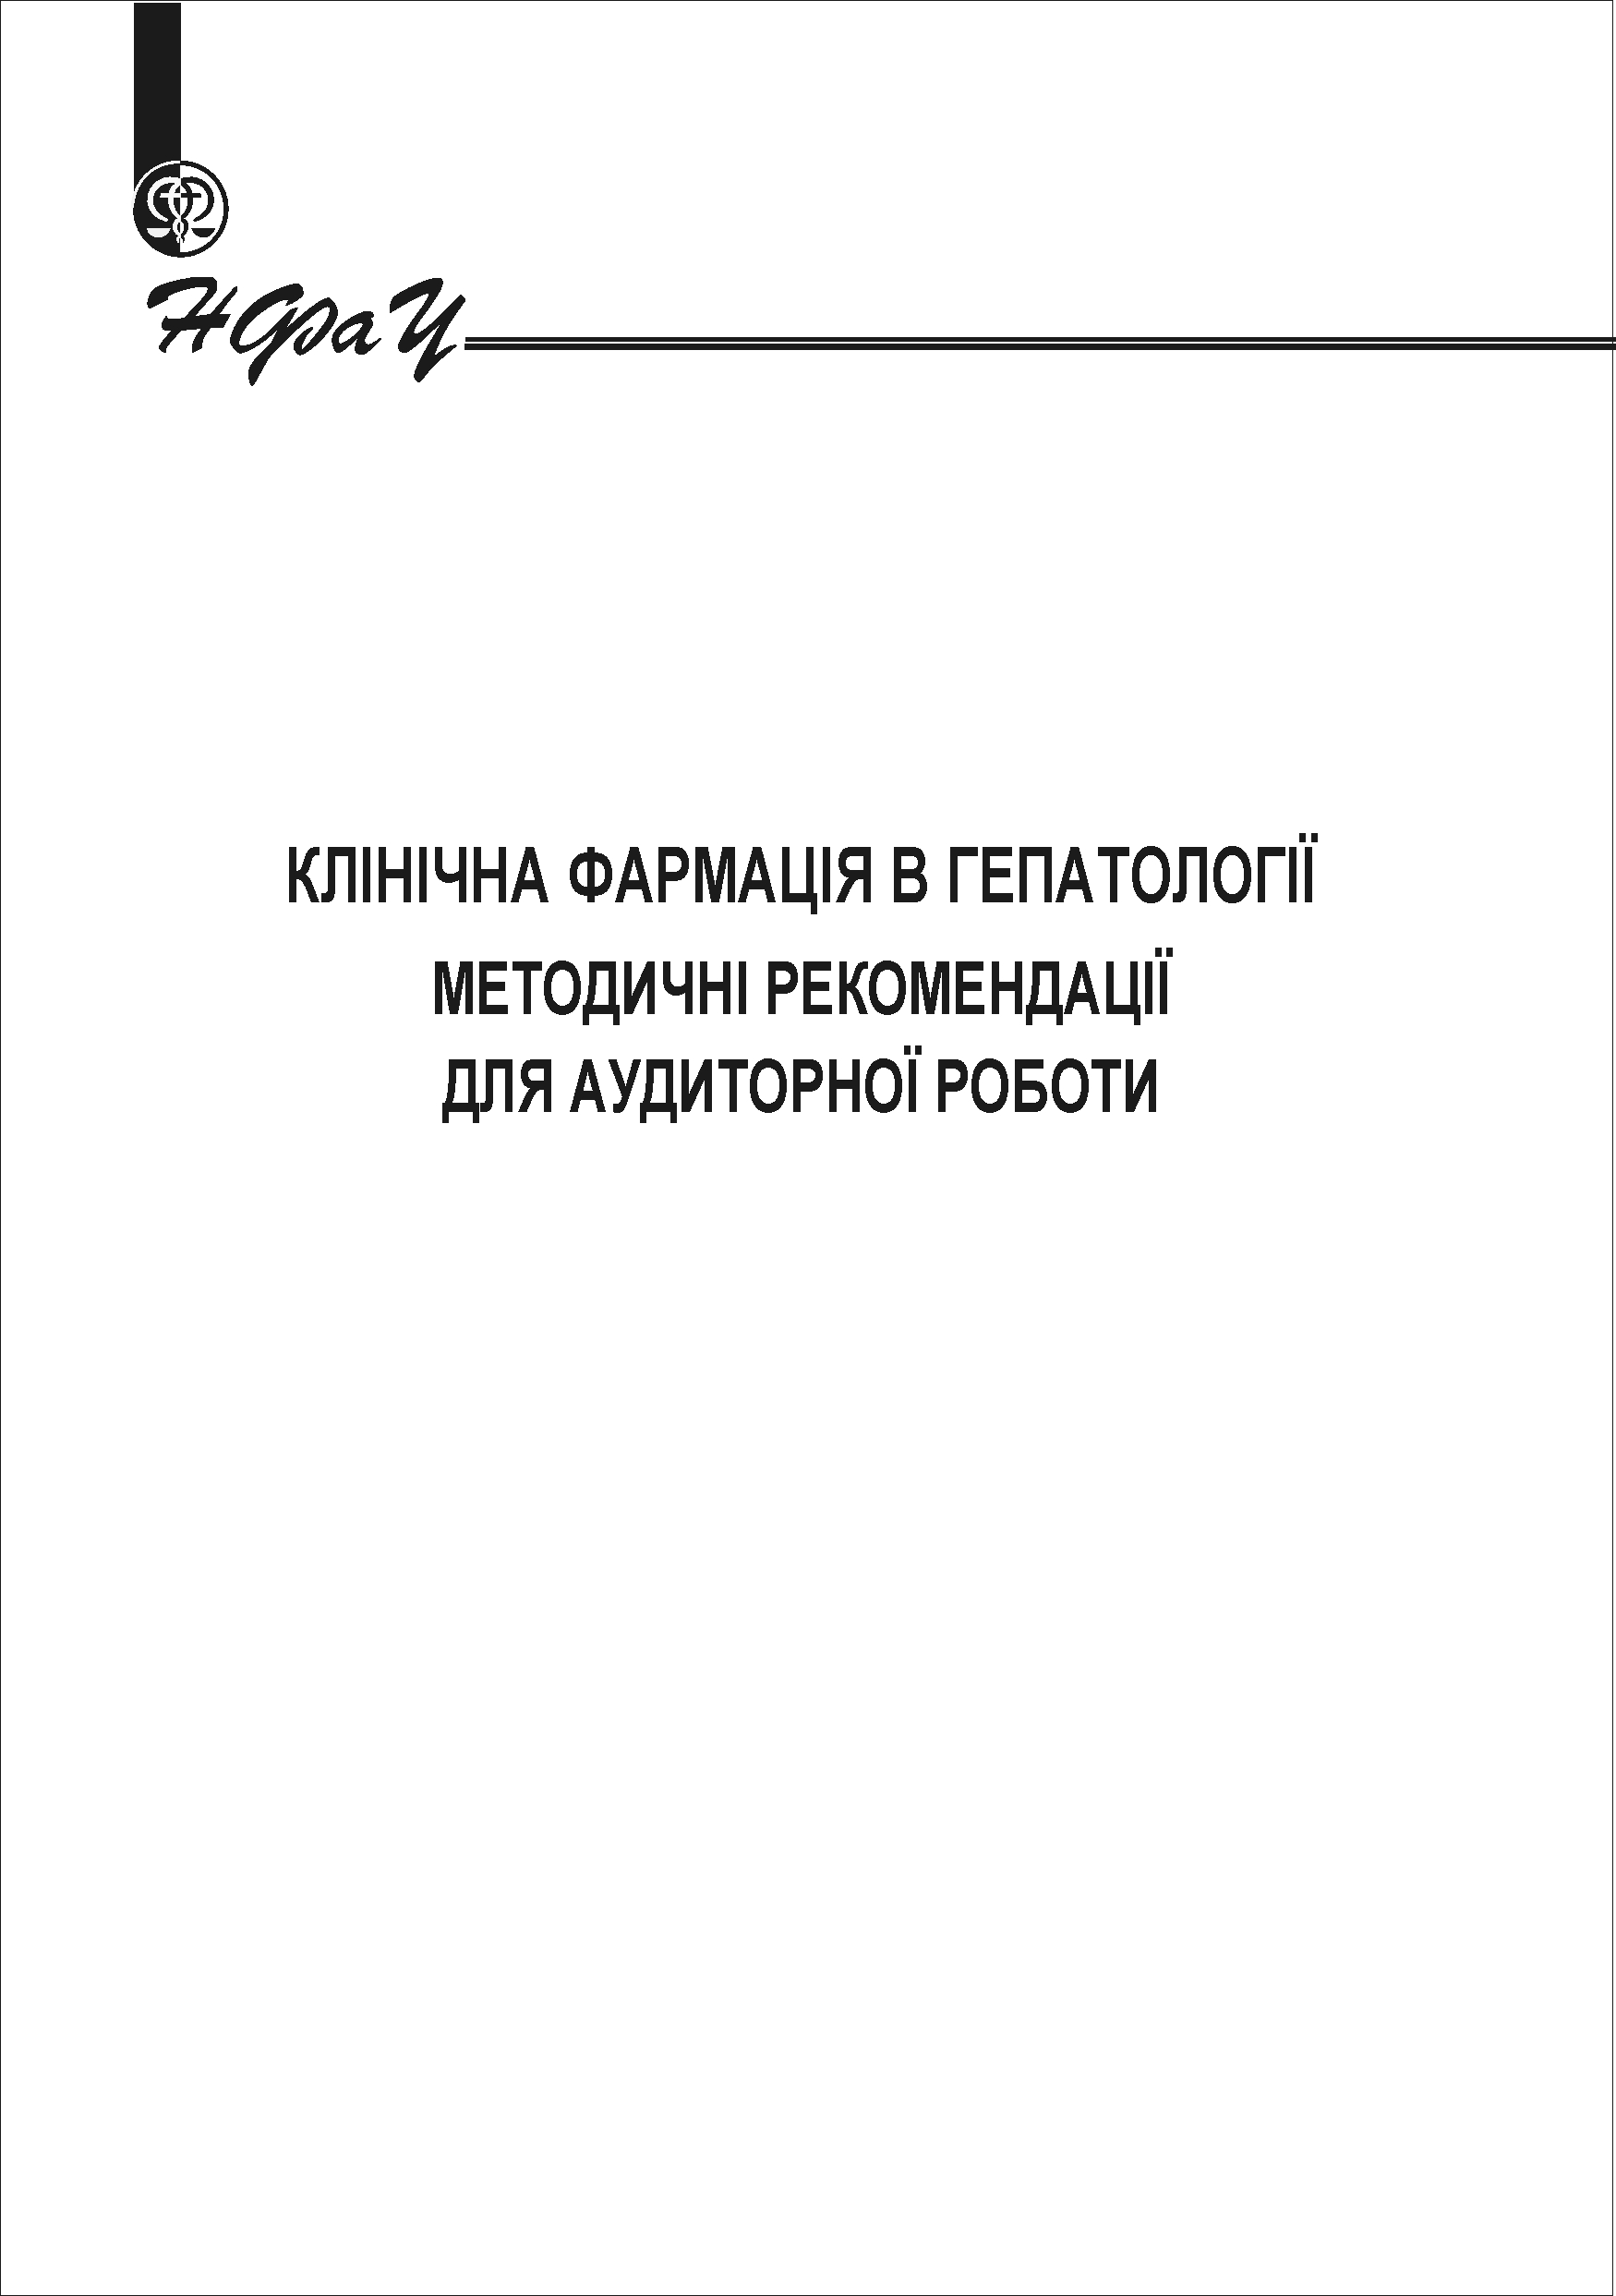 НФаУ
КЛІНІЧНА ФАРМАЦІЯ В ГЕПАТОЛОГІЇ
МЕТОДИЧНІ РЕКОМЕНДАЦІЇ
ДЛЯ АУДИТОРНОЇ РОБОТИ